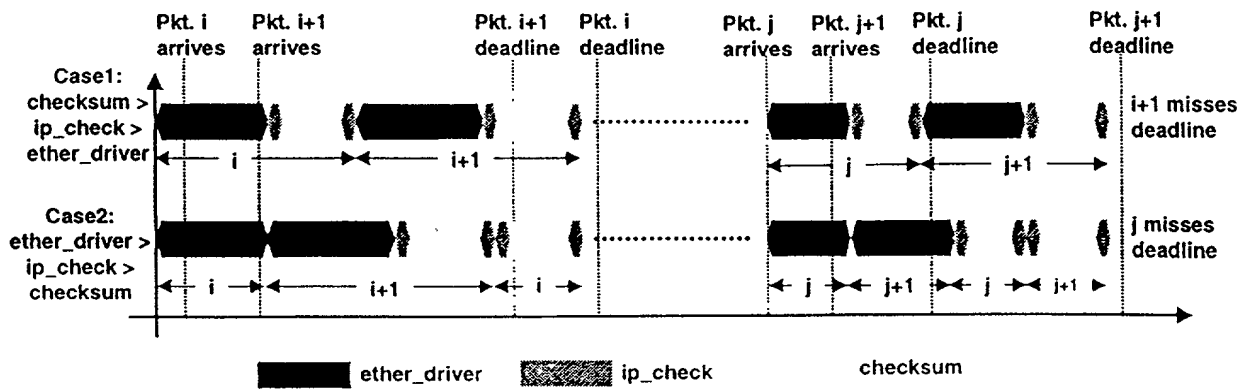 Pkt. i arrives
Pkt. i+1 arrives
Pkt. i+1 deadline
Pkt. i deadline
Pkt. j arrives
Pkt. j+1 arrives
Pkt. j deadline
Pkt. j+1 deadline
Case1:
checksum >
ip_check >
ether_driver
i
i+1
j
j+1
i+1 misses
deadline
Case2:
ether_driver >
ip_check >
checksum
i
i+1
i
j
j+1
j
j+1
j misses
deadline
ether_driver
ip_check
checksum